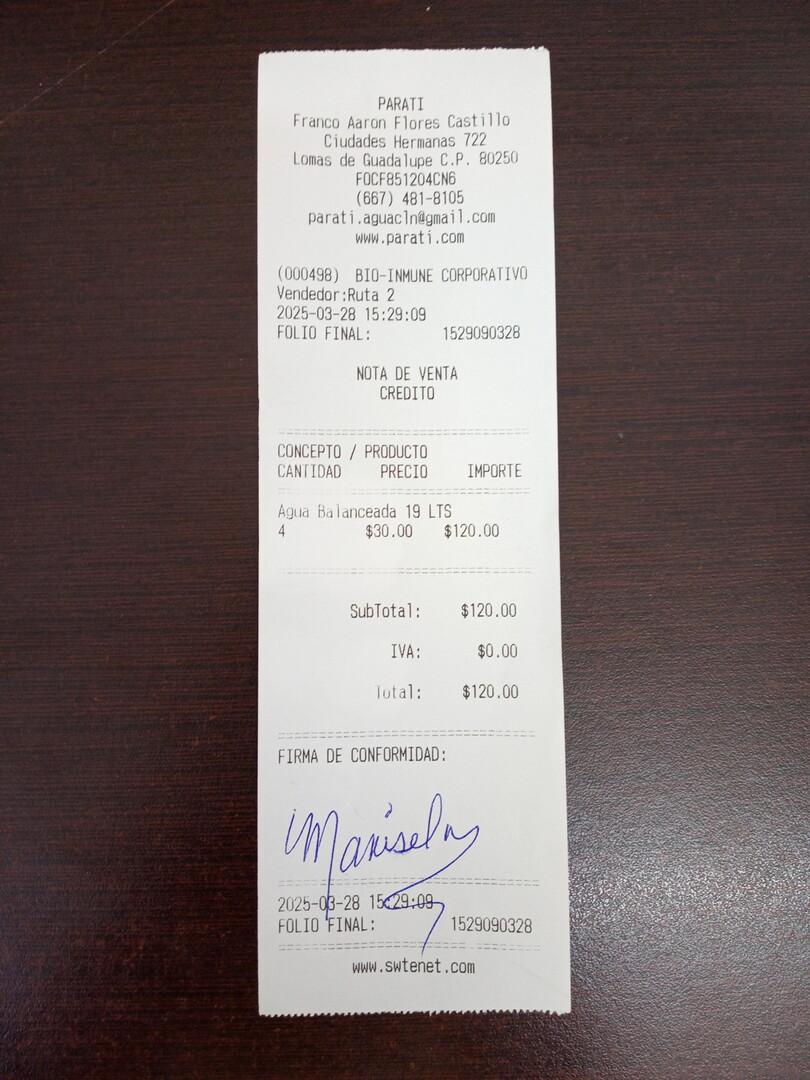 PARATI
Franco Aaron Flores Castillo
Ciudades Hermanas 722
Lomas de Guadalupe C.P. 80250
FOCF851204CN6
(667) 481-8105
parati.aguacln@gmail.com
www.parati.com
(000498) BIO-INMUNE CORPORATIVO
Vendedor:Ruta 2
2025-03-28 15:29:09
FOLIO FINAL: 1529090328
NOTA DE VENTA
CREDITO
CONCEPTO / PRODUCTO
CANTIDAD PRECIO IMPORTE
Agua Balanceada 19 LTS
4 $30.00 $120.00
SubTotal: $120.00
IVA: $0.00
Total: $120.00
FIRMA DE CONFORMIDAD:
2025-03-28 15:29:09
FOLIO FINAL: 1529090328
www.swtenet.com